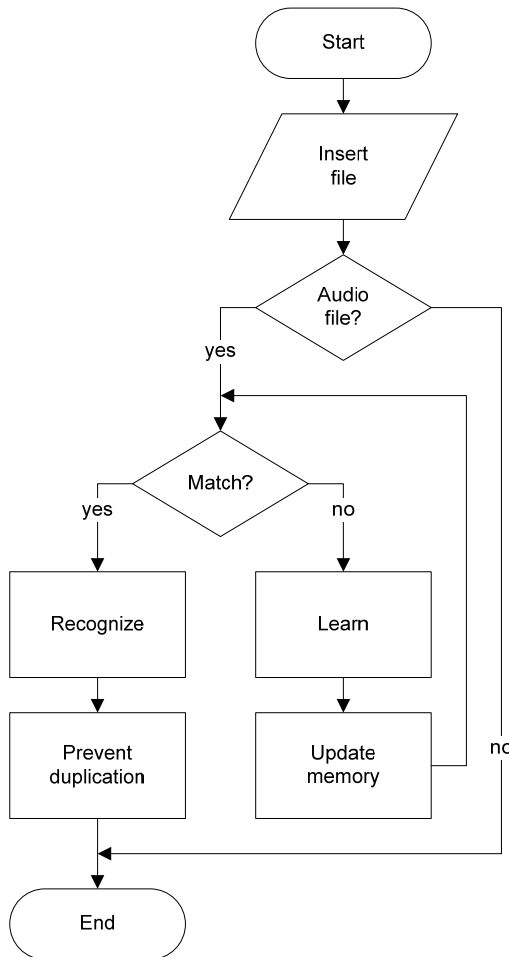 Start
Insert
file
Audio
file?
yes
Match?
yes
no
Recognize
Learn
Prevent
duplication
Update
memory
no
End